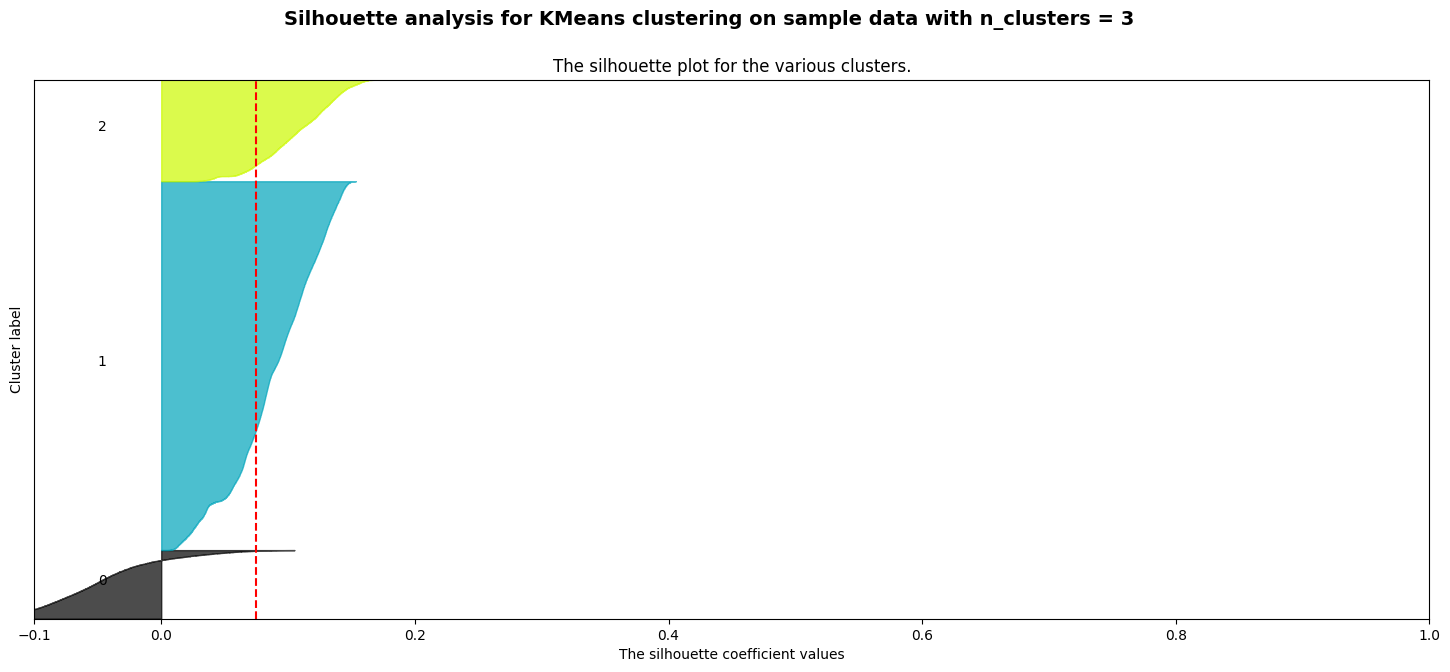 Silhouette analysis for KMeans clustering on sample data with n_clusters = 3
The silhouette plot for the various clusters.
2
1
0
Cluster label
−0.1 0.0 0.2 0.4 0.6 0.8 1.0
The silhouette coefficient values